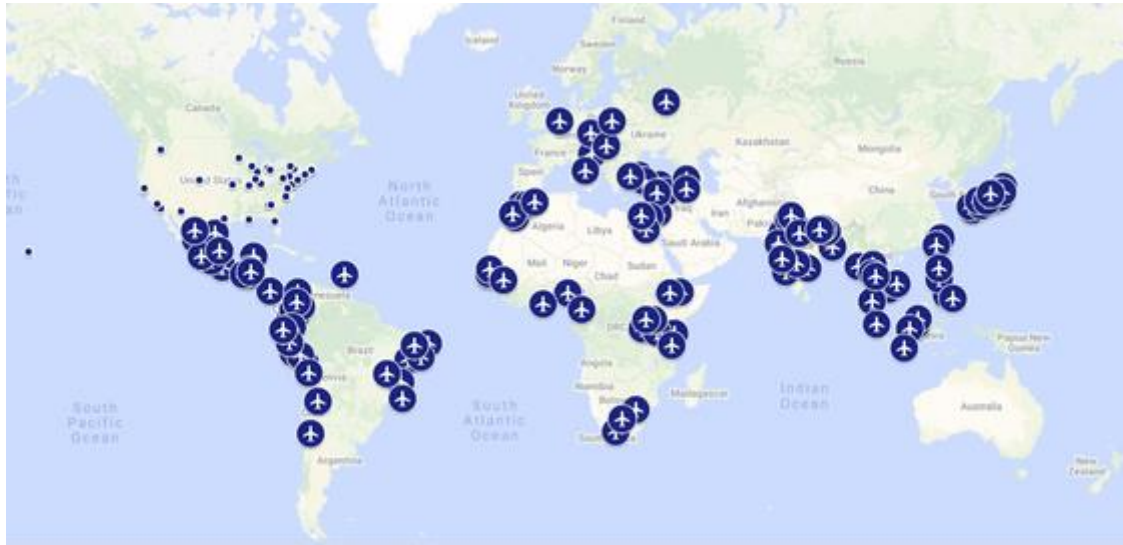 Finland
Iceland
Sweden
Norway
Russia
United
Kingdom
Canada
Ukraine
Kazakhstan
Mongolia
France
Spain
United States
North
Atlantic
Ocean
China
South
Afghanistan
Iraq
Iran
Algeria
Libya
Saudi Arabia
Mali
Niger
Sudan
Chad
DRC
Brazil
Angola
Namibia
Madagascar
Papua New
Guinea
Indian
Ocean
South
Pacific
Ocean
South
Atlantic
Ocean
Australia
Argentina
New
Zealand